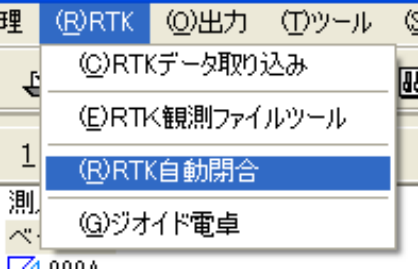 理 (R)RTK (O)出力 (T)ツール
(C)RTKデータ取り込み
(E)RTK観測ファイルツール
1
(R)RTK自動閉合
測
(G)ジオイド電卓
ベ